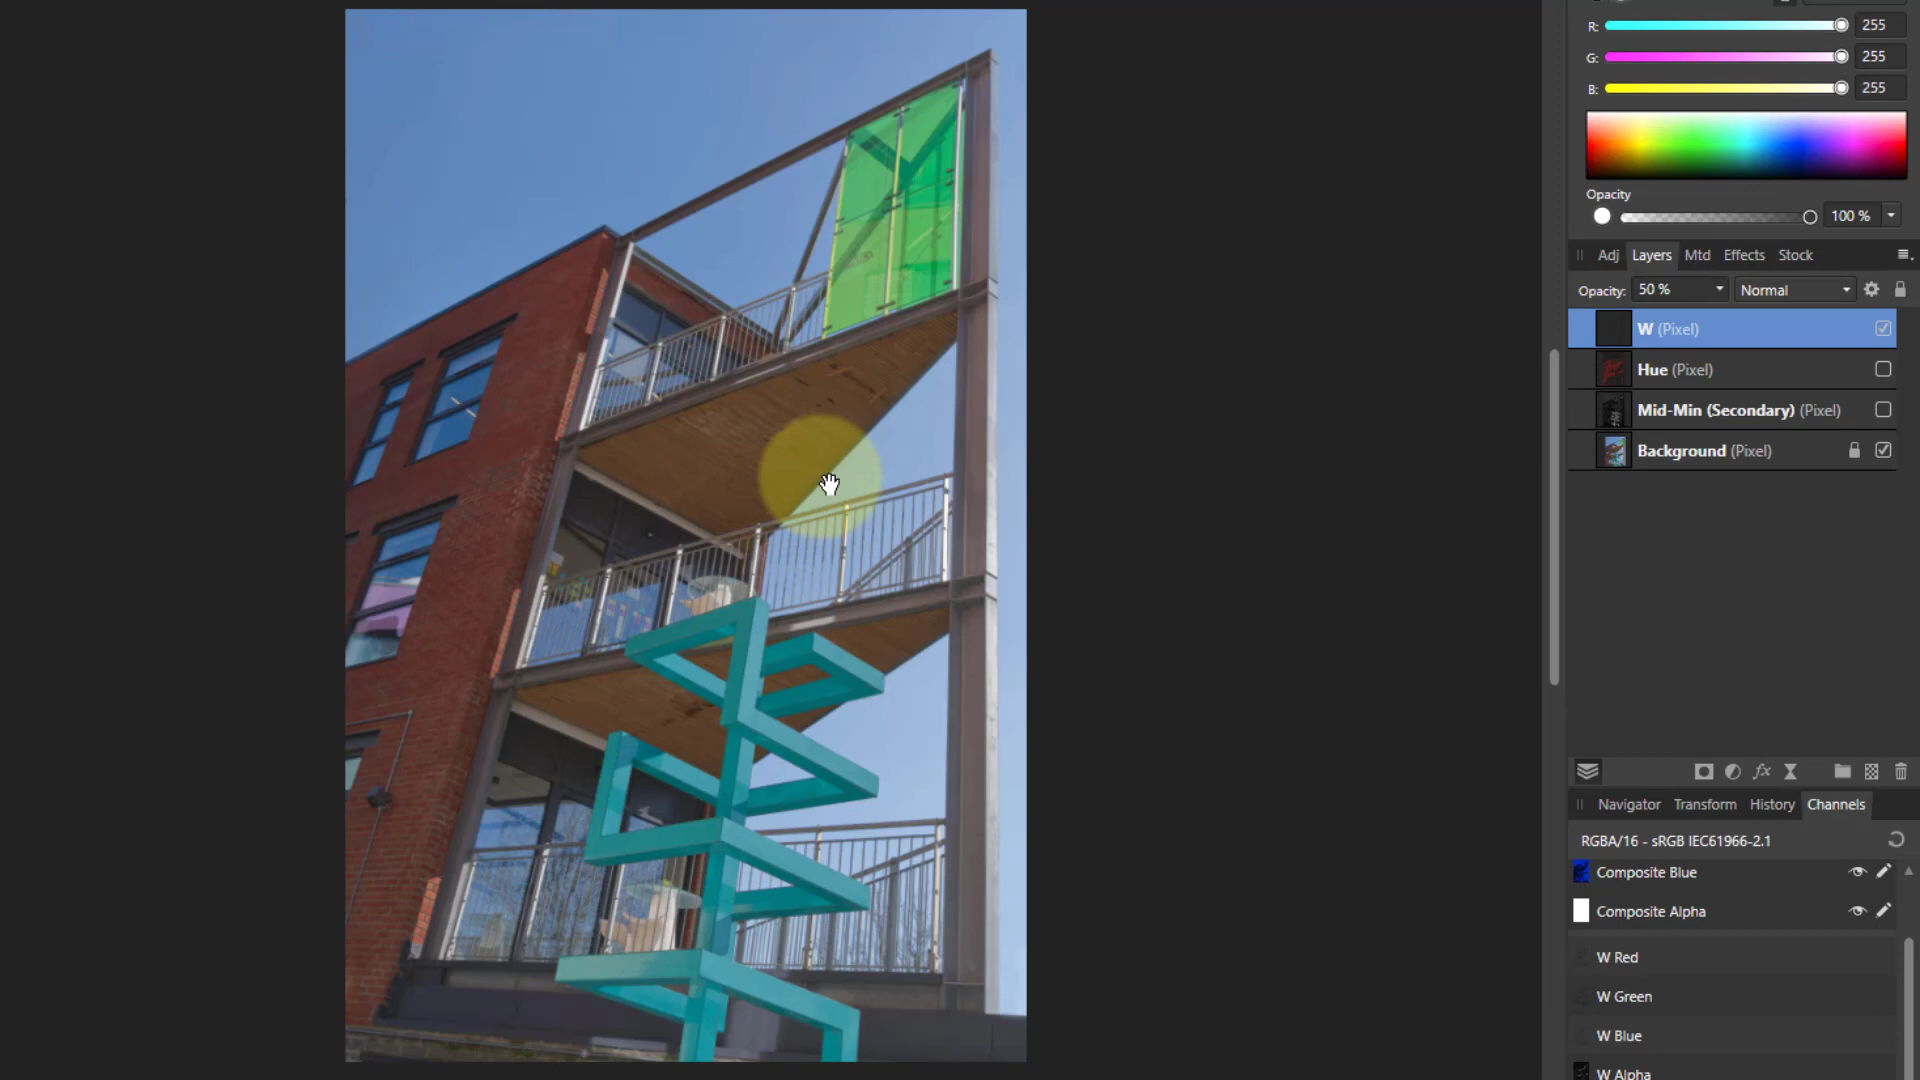 R:
255
G:
255
B:
255
Opacity
100 %
Adj Layers Mtd Effects Stock
Opacity: 50 % Normal
W (Pixel)
Hue (Pixel)
Mid-Min (Secondary) (Pixel)
Background (Pixel)
Navigator Transform History Channels
RGBA/16 - sRGB IEC61966-2.1
Composite Blue
Composite Alpha
W Red
W Green
W Blue
W Alpha